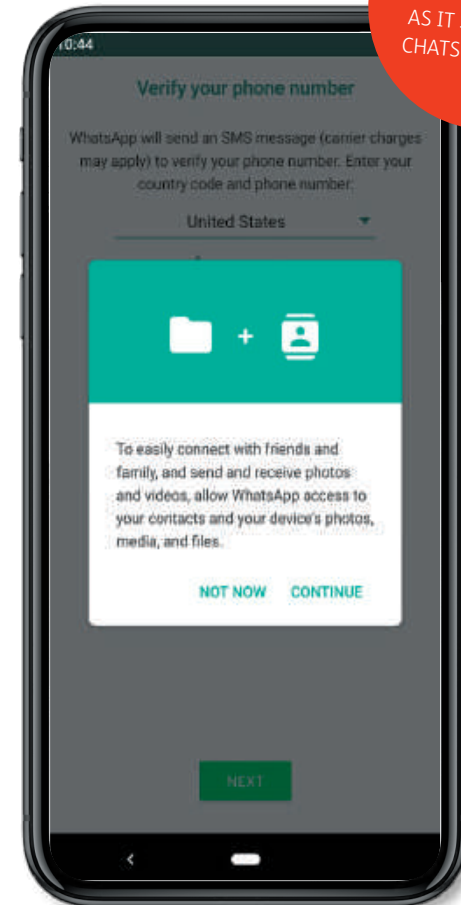 AS IT
CHATS
10:44
Verify your phone number
WhatsApp will send an SMS message (carrier charges
may apply) to verify your phone number. Enter your
country code and phone number:
United States
+
To easily connect with friends and
family, and send and receive photos
and videos, allow WhatsApp access to
your contacts and your device's photos,
media, and files.
NOT NOW CONTINUE
NEXT